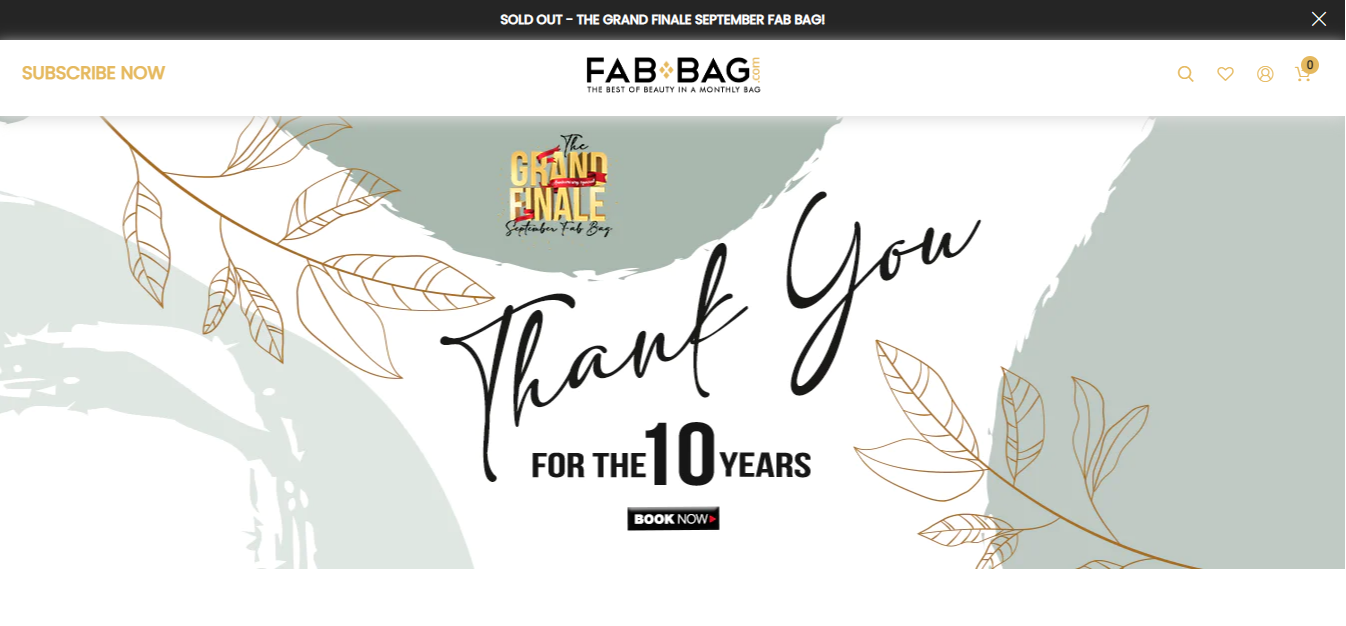 SOLD OUT - THE GRAND FINALE SEPTEMBER FAB BAG!
SUBSCRIBE NOW
FAB BAG.com
THE BEST OF BEAUTY IN A MONTHLY BAG
0
The
GRAND
FINALE
September Fab Bag
Thank You
FOR THE 10 YEARS
BOOK NOW